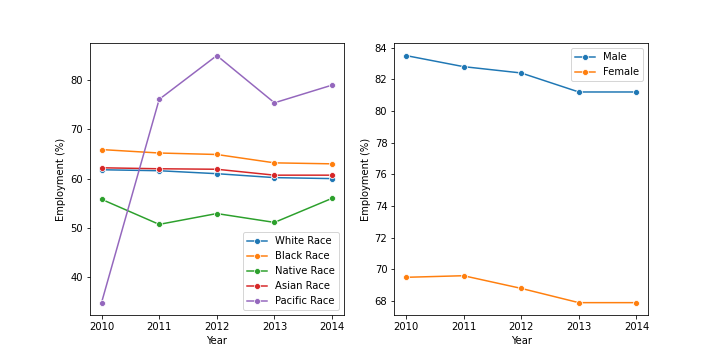 Employment (%)
80
70
60
50
40
2010 2011 2012 2013 2014
Year
White Race
Black Race
Native Race
Asian Race
Pacific Race
Employment (%)
84
82
80
78
76
74
72
70
68
2010 2011 2012 2013 2014
Year
Male
Female